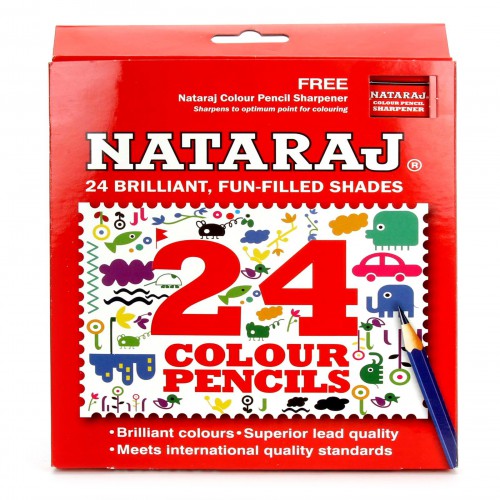 FREE
Nataraj Colour Pencil Sharpener
Sharpens to optimum point for colouring
NATARAJ
COLOUR PENCIL
SHARPENER
NATARAJ®
24 BRILLIANT, FUN-FILLED SHADES
24
COLOUR
PENCILS
•Brilliant colours•Superior lead quality
•Meets international quality standards